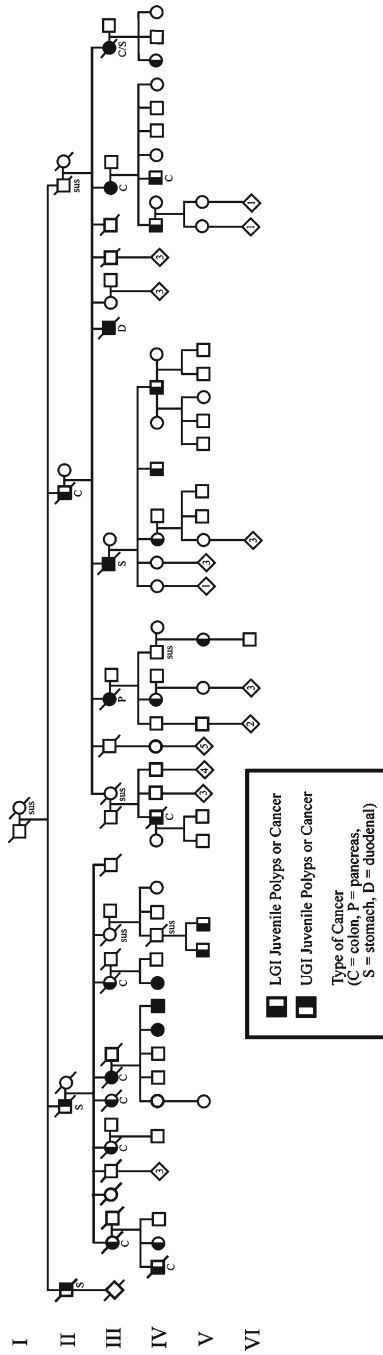 I
sus
II
S
S
C
sus
III
C
C
C
C
C
sus
sus
P
S
D
C
C/S
IV
C
3
sus
C
sus
3
3
C
V
3
4
5
1
3
VI
2
3
3
1
1
LGI Juvenile Polyps or Cancer
UGI Juvenile Polyps or Cancer
Type of Cancer
(C = colon, P = pancreas,
S = stomach, D = duodenal)